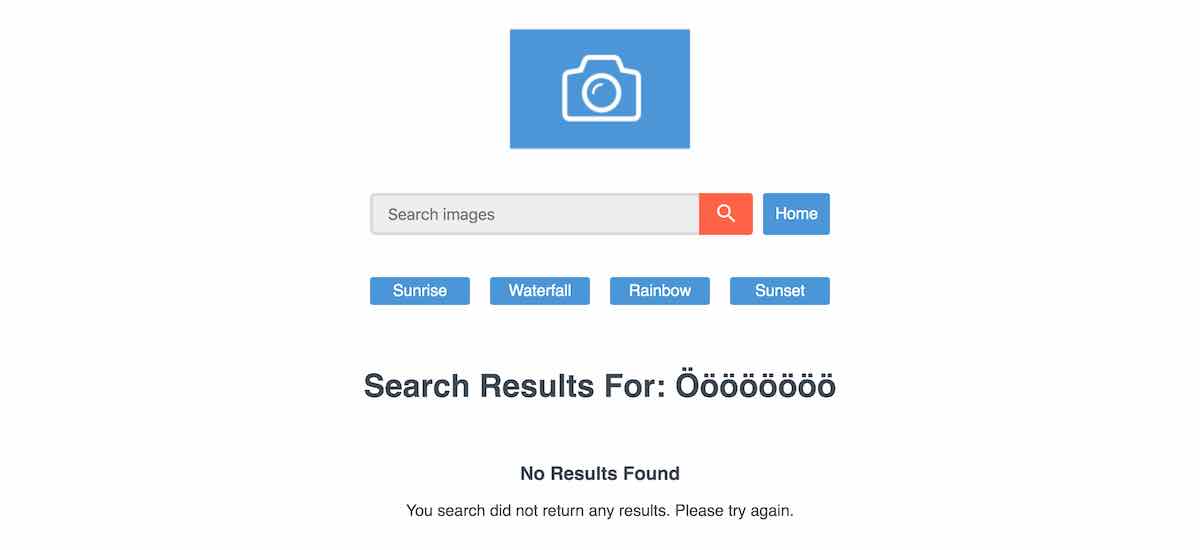 Search images
Home
Sunrise
Waterfall
Rainbow
Sunset
Search Results For: Öööööööö
No Results Found
You search did not return any results. Please try again.